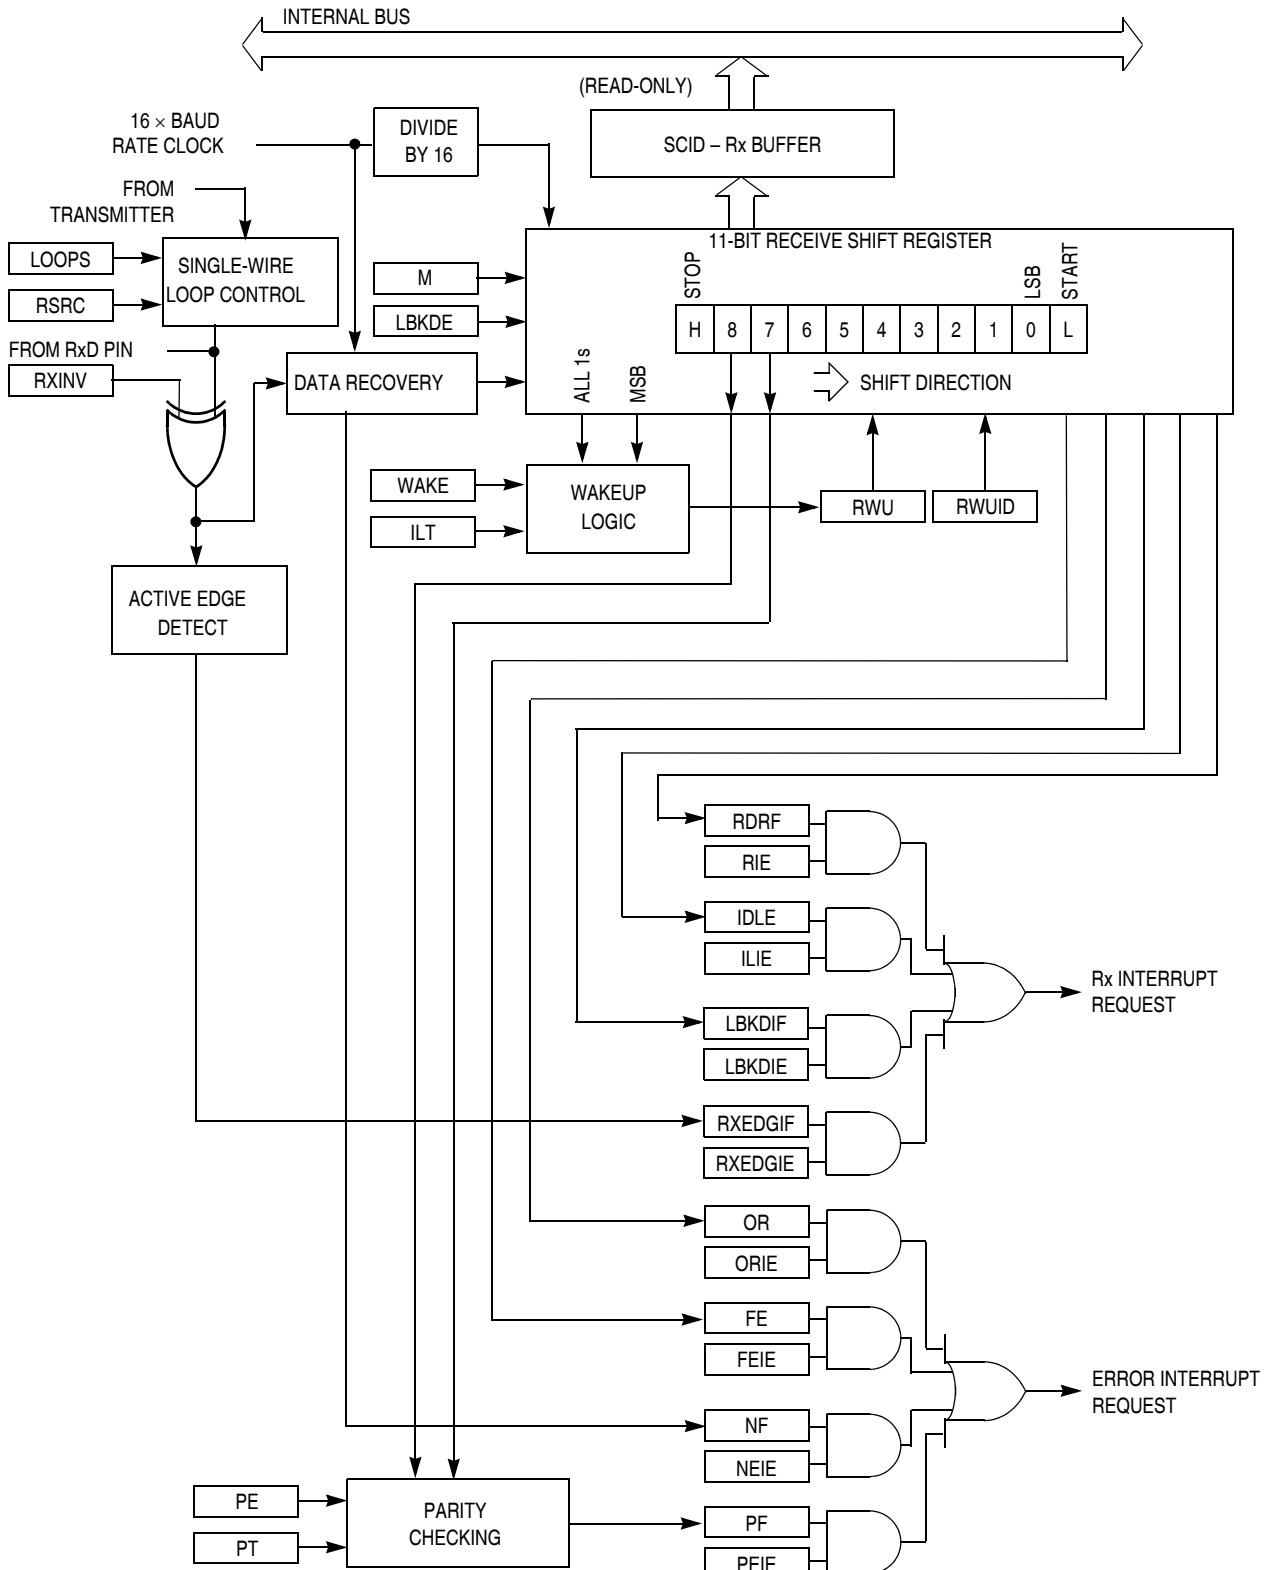 INTERNAL BUS
(READ-ONLY)
16 × BAUD
RATE CLOCK
DIVIDE
BY 16
SCID – Rx BUFFER
FROM
TRANSMITTER
LOOPS
RSRC
SINGLE-WIRE
LOOP CONTROL
11-BIT RECEIVE SHIFT REGISTER
M
LBKDE
STOP
LSB
START
H 8 7 6 5 4 3 2 1 0 L
FROM RxD PIN
RXINV
DATA RECOVERY
ALL 1s
MSB
SHIFT DIRECTION
WAKE
ILT
WAKEUP
LOGIC
RWU
RWUID
ACTIVE EDGE
DETECT
RDRF
RIE
IDLE
ILIE
Rx INTERRUPT
REQUEST
LBKDIF
LBKDIE
RXEDGIF
RXEDGIE
OR
ORIE
FE
FEIE
ERROR INTERRUPT
REQUEST
NF
NEIE
PE
PT
PARITY
CHECKING
PF
PEIE